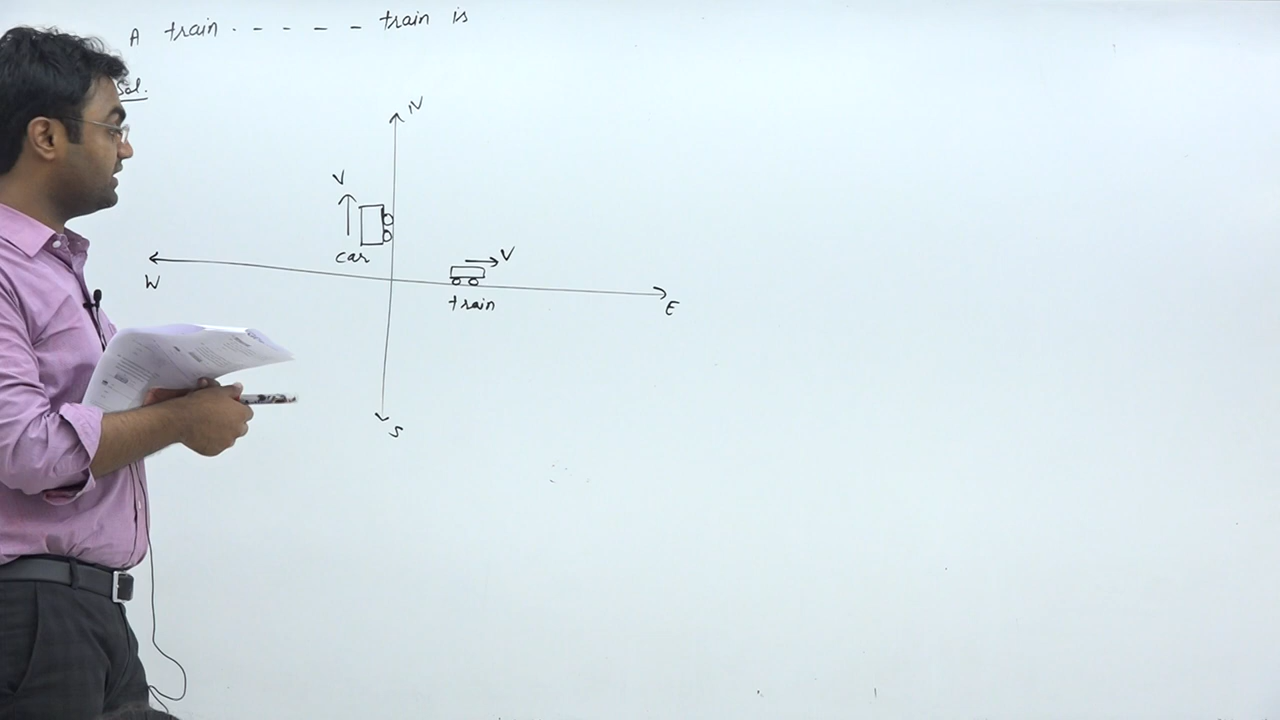 A train. - - - - - train is
Sol.
N
V
car
V
W
train
E
S